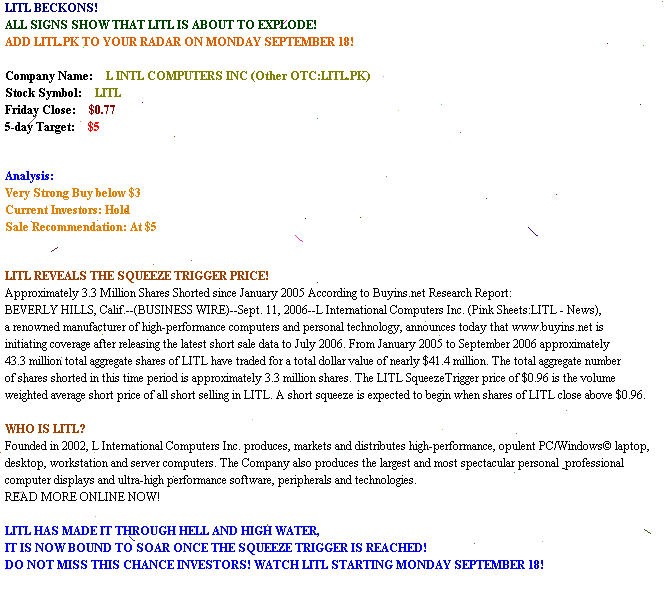 LITL BECKONS!
ALL SIGNS SHOW THAT LITL IS ABOUT TO EXPLODE!
ADD LITL.PK TO YOUR RADAR ON MONDAY SEPTEMBER 18!
Company Name: L INTL COMPUTERS INC (Other OTC:LITL.PK)
Stock Symbol: LITL
Friday Close: $0.77
5-day Target: $5
Analysis:
Very Strong Buy below $3
Current Investors: Hold
Sale Recommendation: At $5
LITL REVEALS THE SQUEEZE TRIGGER PRICE!
Approximately 3.3 Million Shares Shorted since January 2005 According to Buyins.net Research Report:
BEVERLY HILLS, Calif.--(BUSINESS WIRE)--Sept. 11, 2006--L International Computers Inc. (Pink Sheets:LITL - News),
a renowned manufacturer of high-performance computers and personal technology, announces today that www.buyins.net is
initiating coverage after releasing the latest short sale data to July 2006. From January 2005 to September 2006 approximately
43.3 million total aggregate shares of LITL have traded for a total dollar value of nearly $41.4 million. The total aggregate number
of shares shorted in this time period is approximately 3.3 million shares. The LITL SqueezeTrigger price of $0.96 is the volume
weighted average short price of all short selling in LITL. A short squeeze is expected to begin when shares of LITL close above $0.96.
WHO IS LITL?
Founded in 2002, L International Computers Inc. produces, markets and distributes high-performance, opulent PC/Windows© laptop,
desktop, workstation and server computers. The Company also produces the largest and most spectacular personal professional
computer displays and ultra-high performance software, peripherals and technologies.
READ MORE ONLINE NOW!
LITL HAS MADE IT THROUGH HELL AND HIGH WATER,
IT IS NOW BOUND TO SOAR ONCE THE SQUEEZE TRIGGER IS REACHED!
DO NOT MISS THIS CHANCE INVESTORS! WATCH LITL STARTING MONDAY SEPTEMBER 18!